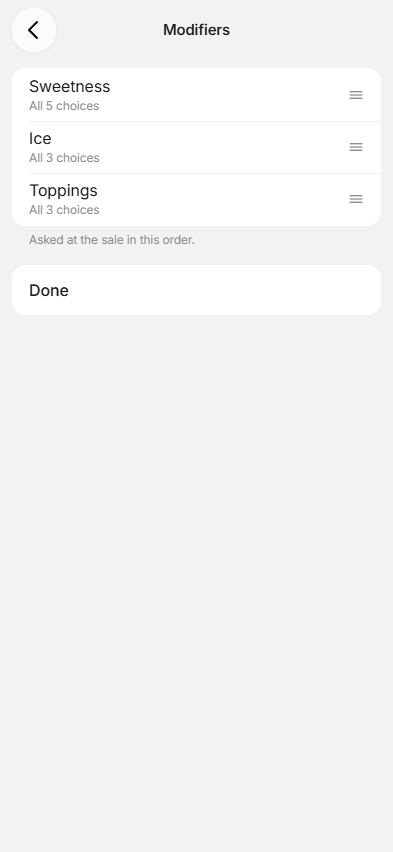 Modifiers
Sweetness
All 5 choices
Ice
All 3 choices
Toppings
All 3 choices
Asked at the sale in this order.
Done